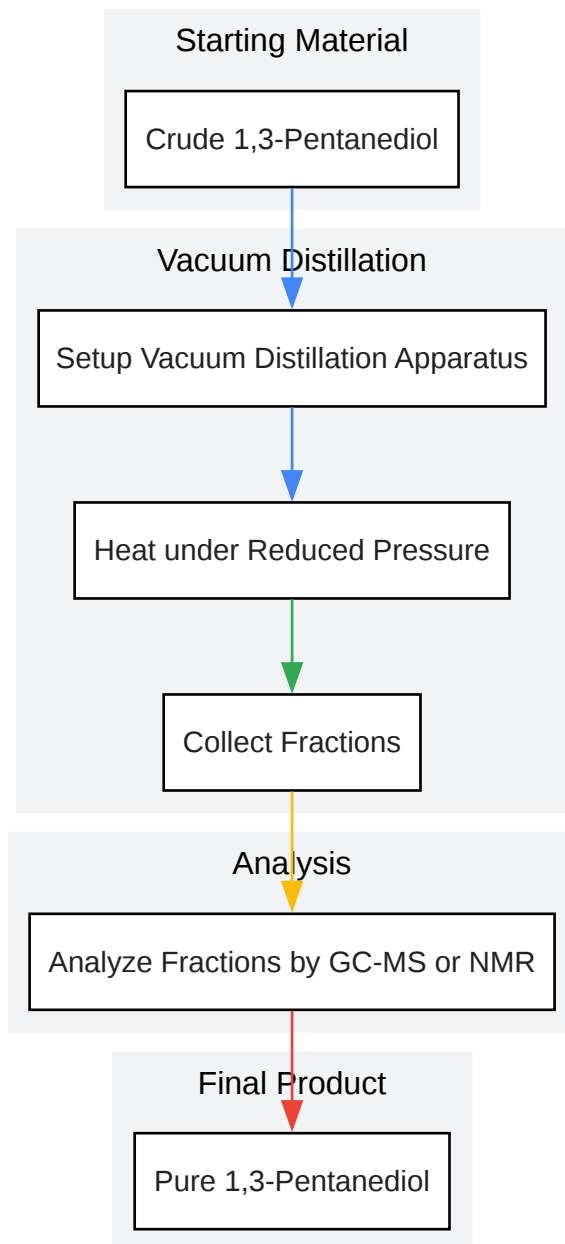 Starting Material
Crude 1,3-Pentanediol
Vacuum Distillation
Setup Vacuum Distillation Apparatus
Heat under Reduced Pressure
Collect Fractions
Analysis
Analyze Fractions by GC-MS or NMR
Final Product
Pure 1,3-Pentanediol